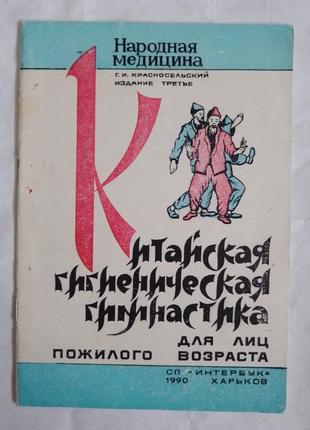 Народная
медицина
Г. И. КРАСНОСЕЛЬСКИЙ
ИЗДАНИЕ ТРЕТЬЕ
Китайская
гигиеническая
гимнастика
ДЛЯ ЛИЦ
ПОЖИЛОГО ВОЗРАСТА
СП «ИНТЕРБУК»
1990 ХАРЬКОВ